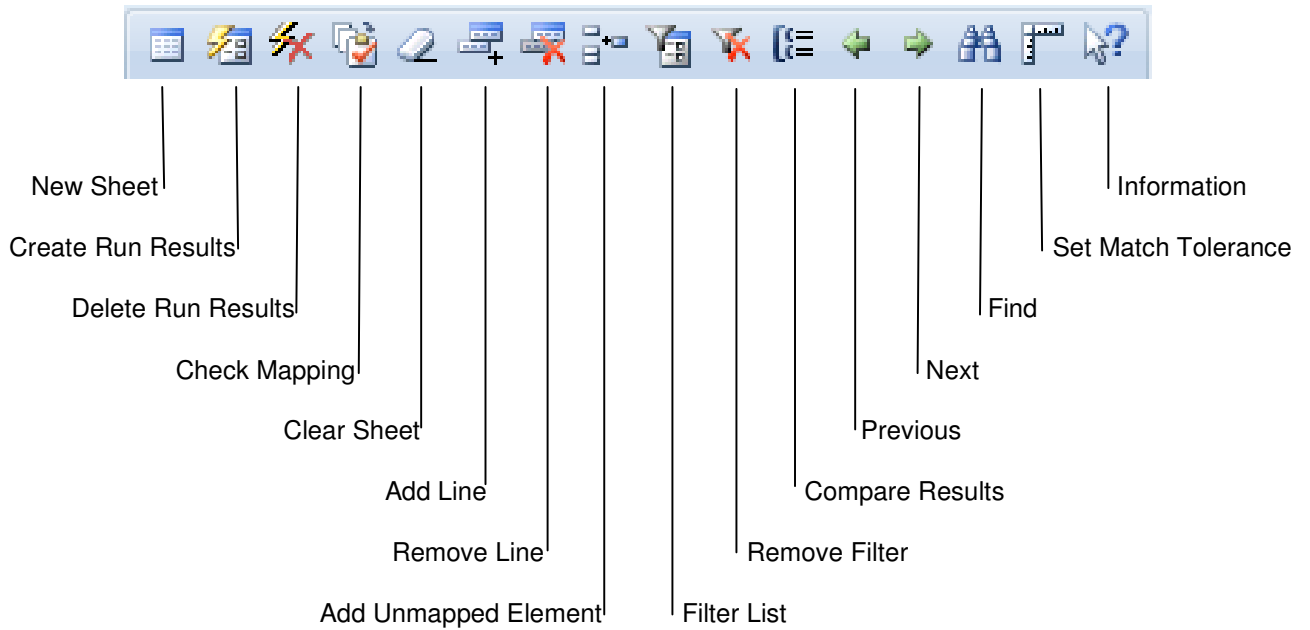 New Sheet
Information
Create Run Results
Set Match Tolerance
Delete Run Results
Find
Check Mapping
Next
Clear Sheet
Previous
Add Line
Compare Results
Remove Line
Remove Filter
Add Unmapped Element
Filter List